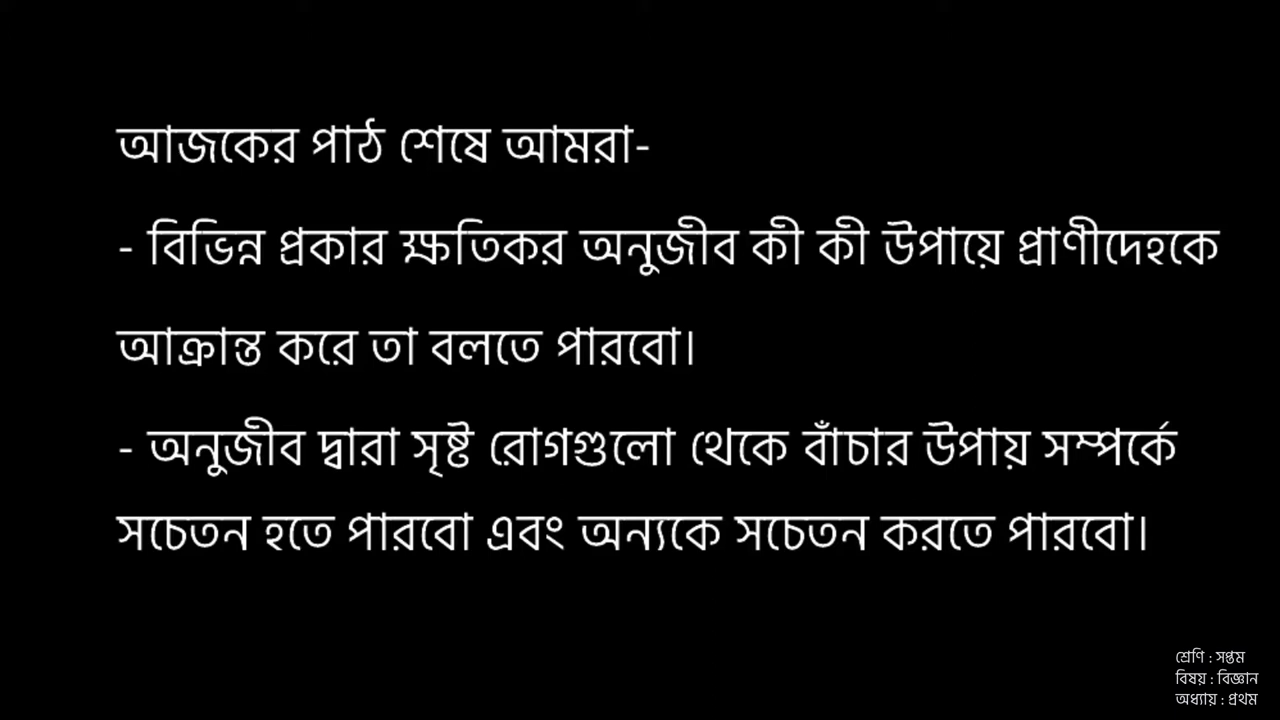 আজকের পাঠ শেষে আমরা-
- বিভিন্ন প্রকার ক্ষতিকর অনুজীব কী কী উপায়ে প্রাণীদেহকে
আক্রান্ত করে তা বলতে পারবো।
- অনুজীব দ্বারা সৃষ্ট রোগগুলো থেকে বাঁচার উপায় সম্পর্কে
সচেতন হতে পারবো এবং অন্যকে সচেতন করতে পারবো।
শ্রেণি : সপ্তম
বিষয় : বিজ্ঞান
অধ্যায় : প্রথম